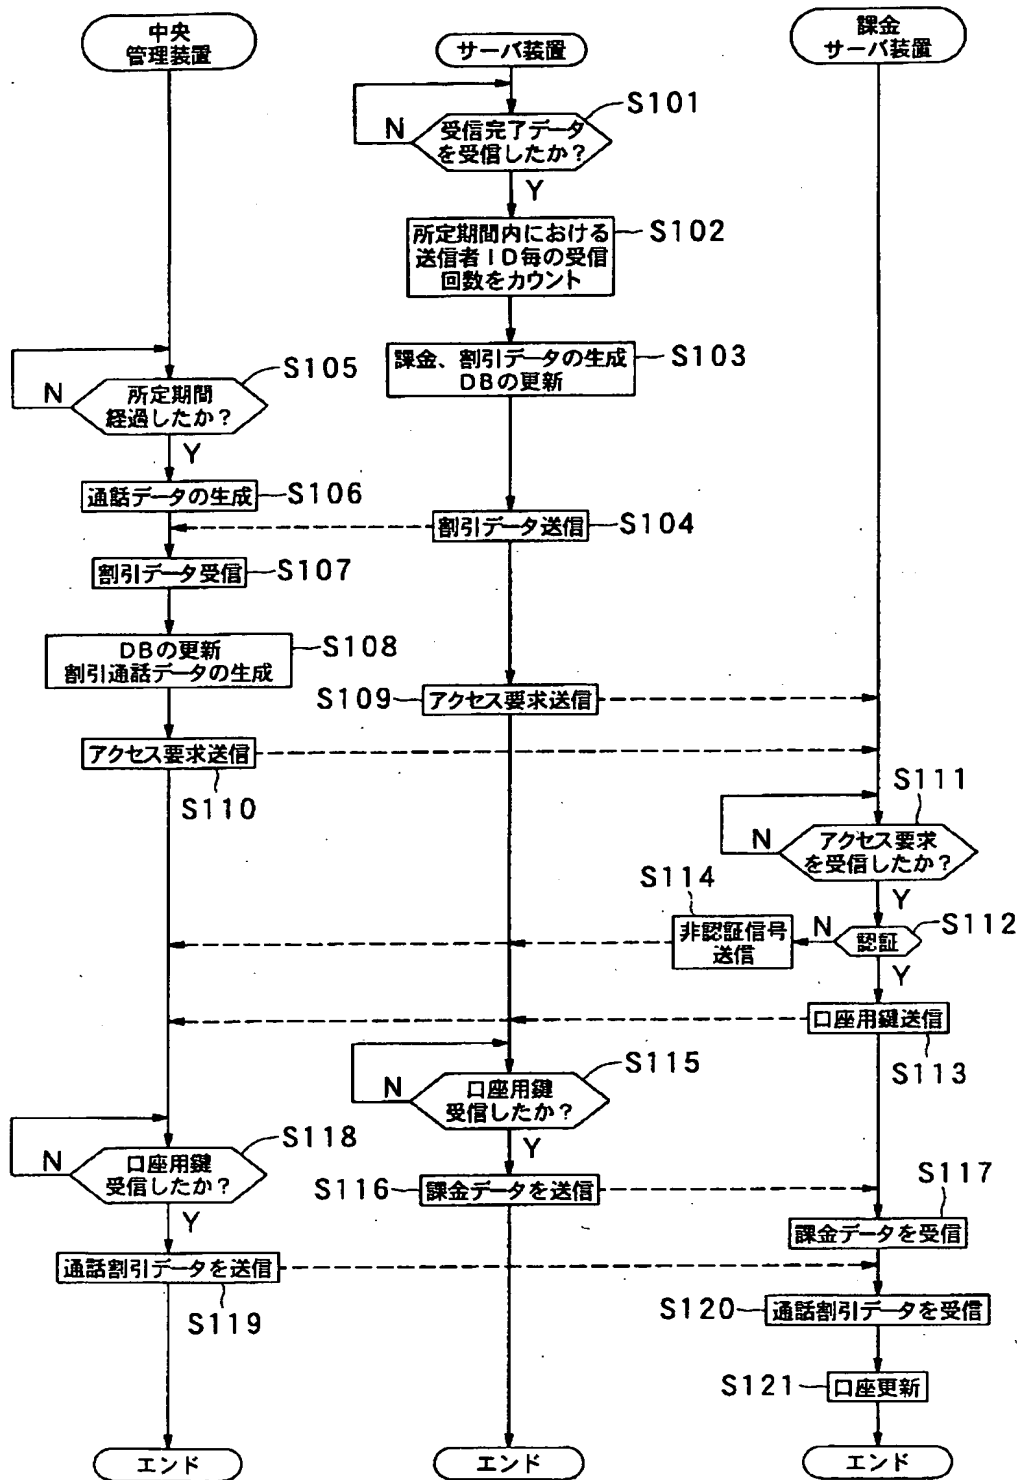 中央
管理装置
サーバ装置
課金
サーバ装置
S101
N
受信完了データ
を受信したか？
Y
所定期間内における
送信者ID毎の受信
回数をカウント
S102
課金、割引データの生成
DBの更新
S103
S105
N
所定期間
経過したか？
Y
通話データの生成
S106
割引データ送信
S104
割引データ受信
S107
DBの更新
割引通話データの生成
S108
S109
アクセス要求送信
アクセス要求送信
S110
S111
N
アクセス要求
を受信したか？
Y
S114
非認証信号
送信
N
認証
S112
Y
口座用鍵送信
S113
S115
N
口座用鍵
受信したか？
Y
S118
N
口座用鍵
受信したか？
Y
S116
課金データを送信
S117
課金データを受信
通話割引データを送信
S119
S120
通話割引データを受信
S121
口座更新
エンド
エンド
エンド